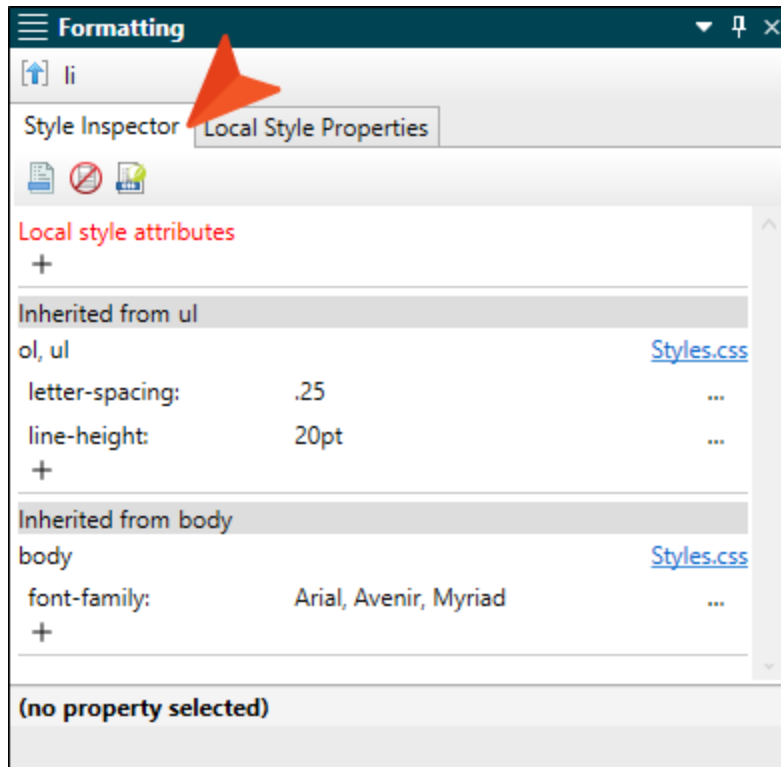 Formatting
li
Style Inspector Local Style Properties
Local style attributes
+
Inherited from ul
ol, ul Styles.css
letter-spacing: .25 ...
line-height: 20pt ...
+
Inherited from body
body Styles.css
font-family: Arial, Avenir, Myriad ...
+
(no property selected)